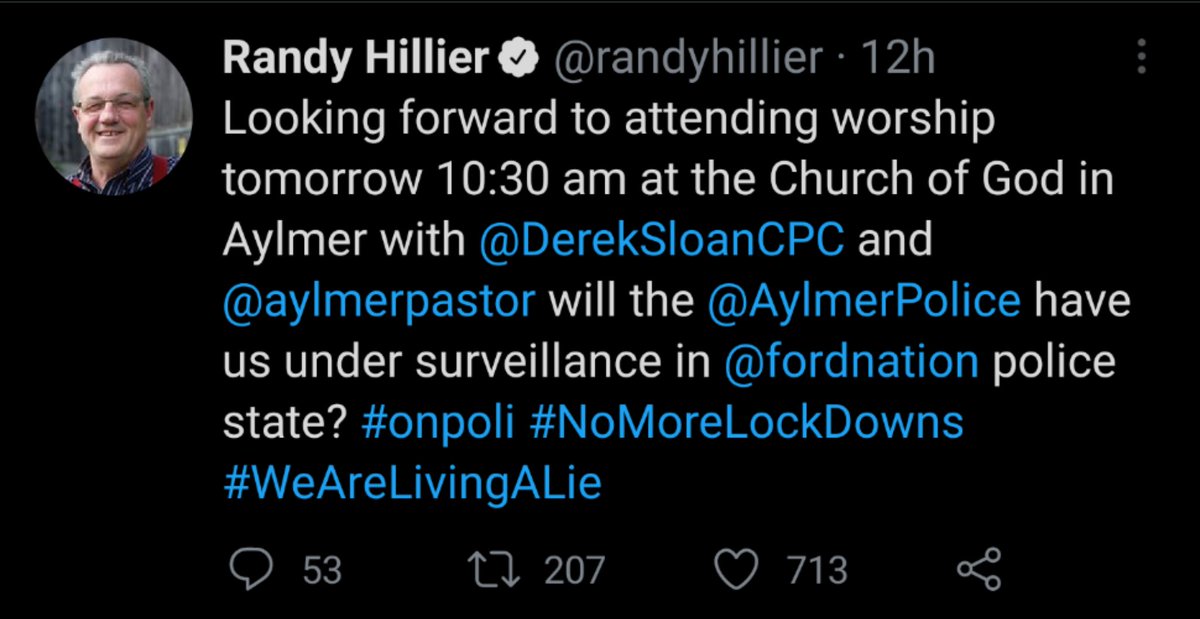 Randy Hillier @randyhillier · 12h
Looking forward to attending worship
tomorrow 10:30 am at the Church of God in
Aylmer with @DerekSloanCPC and
@aylmerpastor will the @AylmerPolice have
us under surveillance in @fordnation police
state? #onpoli #NoMoreLockDowns
#WeAreLivingALie
53 207 713